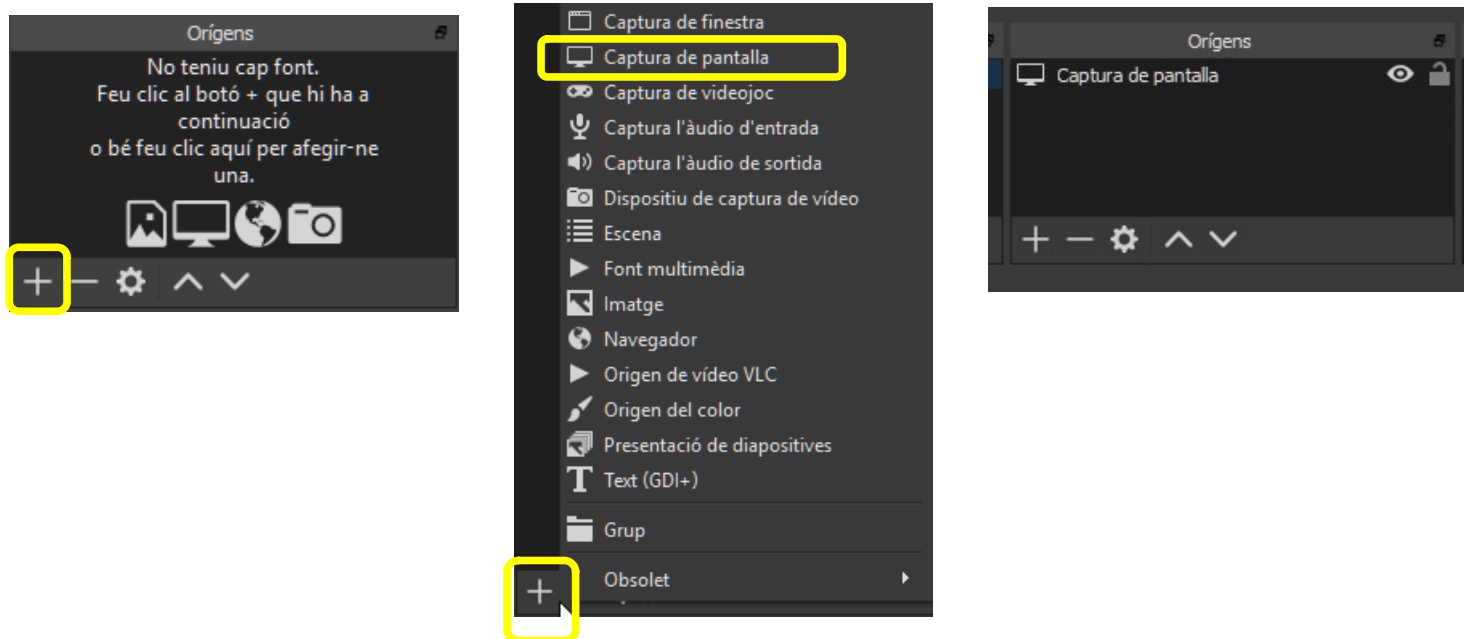 Orígens
No teniu cap font.
Feu clic al botó + que hi ha a
continuació
o bé feu clic aquí per afegir-ne
una.
Captura de finestra
Captura de pantalla
Captura de videojoc
Captura l'àudio d'entrada
Captura l'àudio de sortida
Dispositiu de captura de vídeo
Escena
Font multimèdia
Imatge
Navegador
Origen de vídeo VLC
Origen del color
Presentació de diapositives
Text (GDI+)
Grup
Obsolet
Orígens
Captura de pantalla